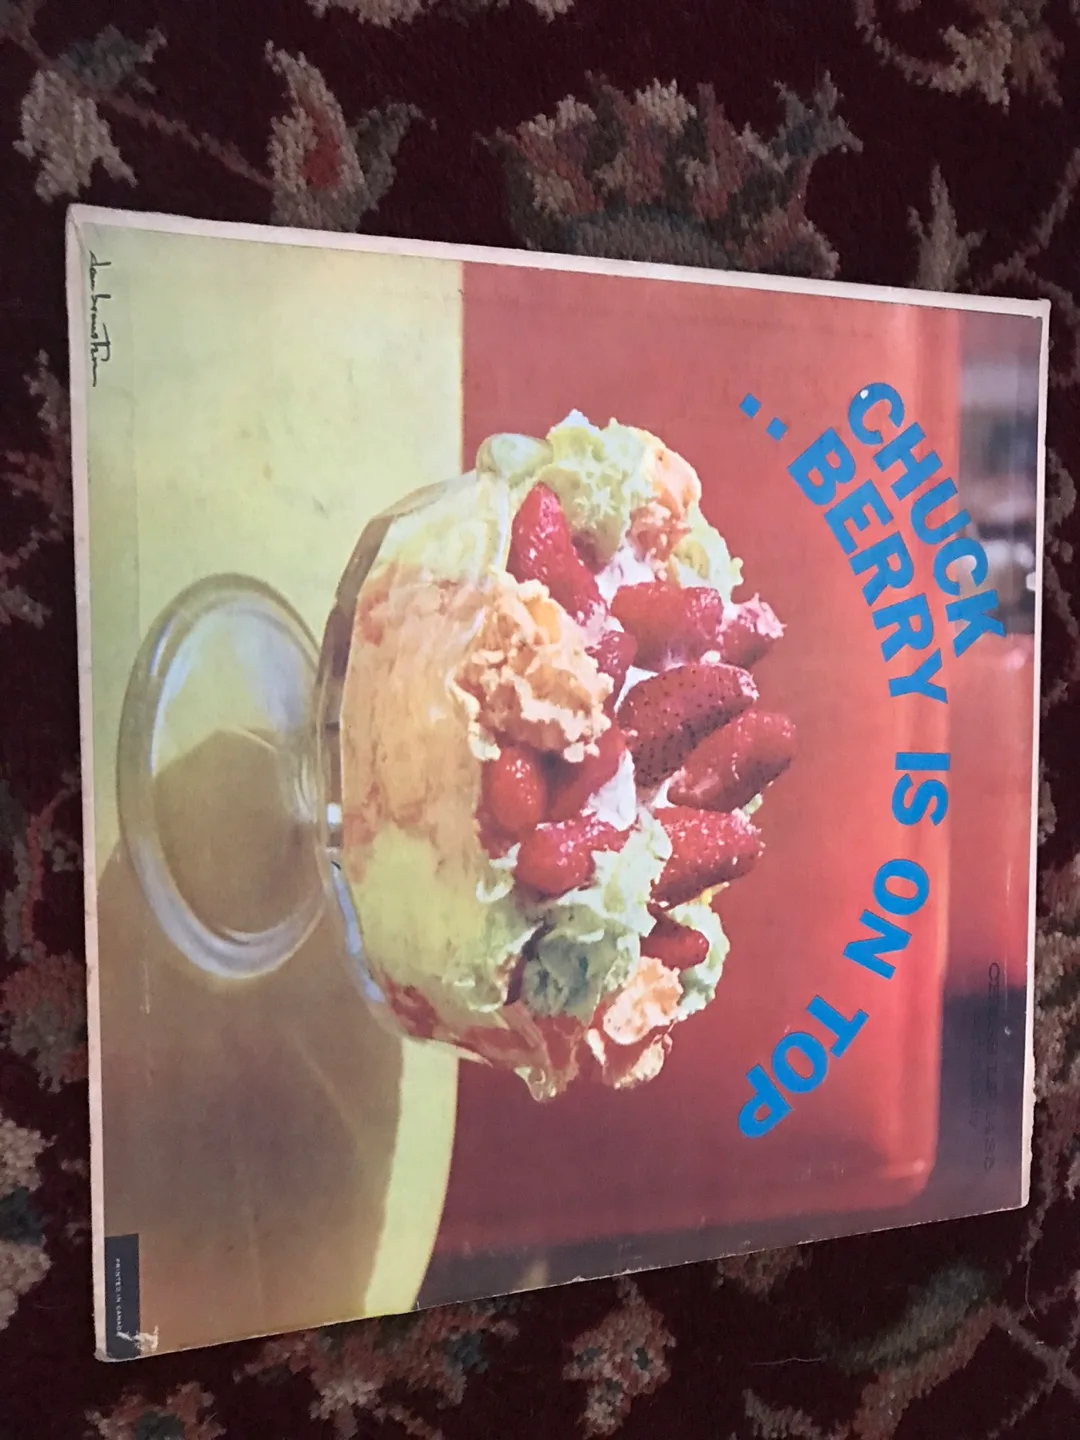 CHUCK
..BERRY IS ON TOP
PRINTED IN CANADA